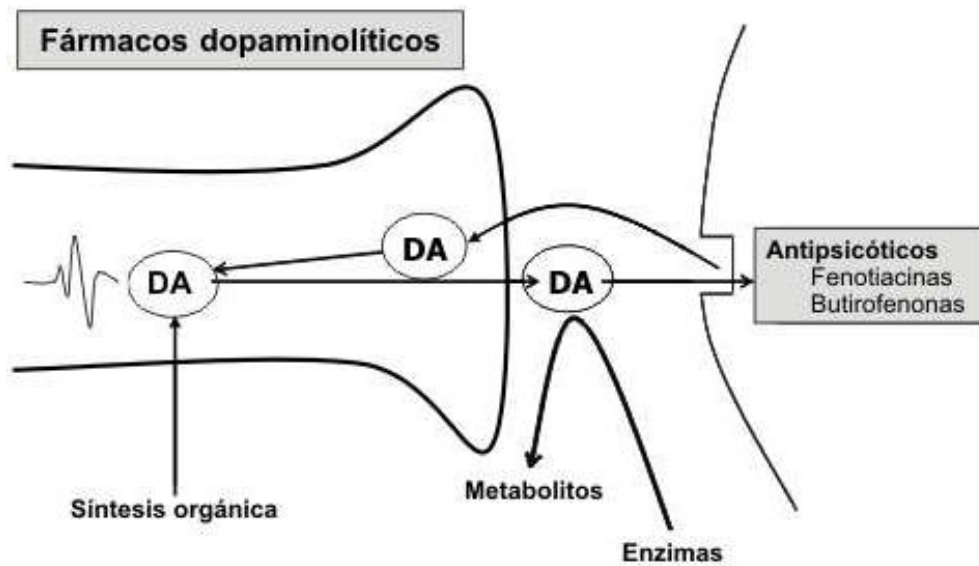 Fármacos dopaminolíticos
DA
DA
DA
Antipsicóticos
Fenotiacinas
Butirofenonas
Síntesis orgánica
Metabolitos
Enzimas